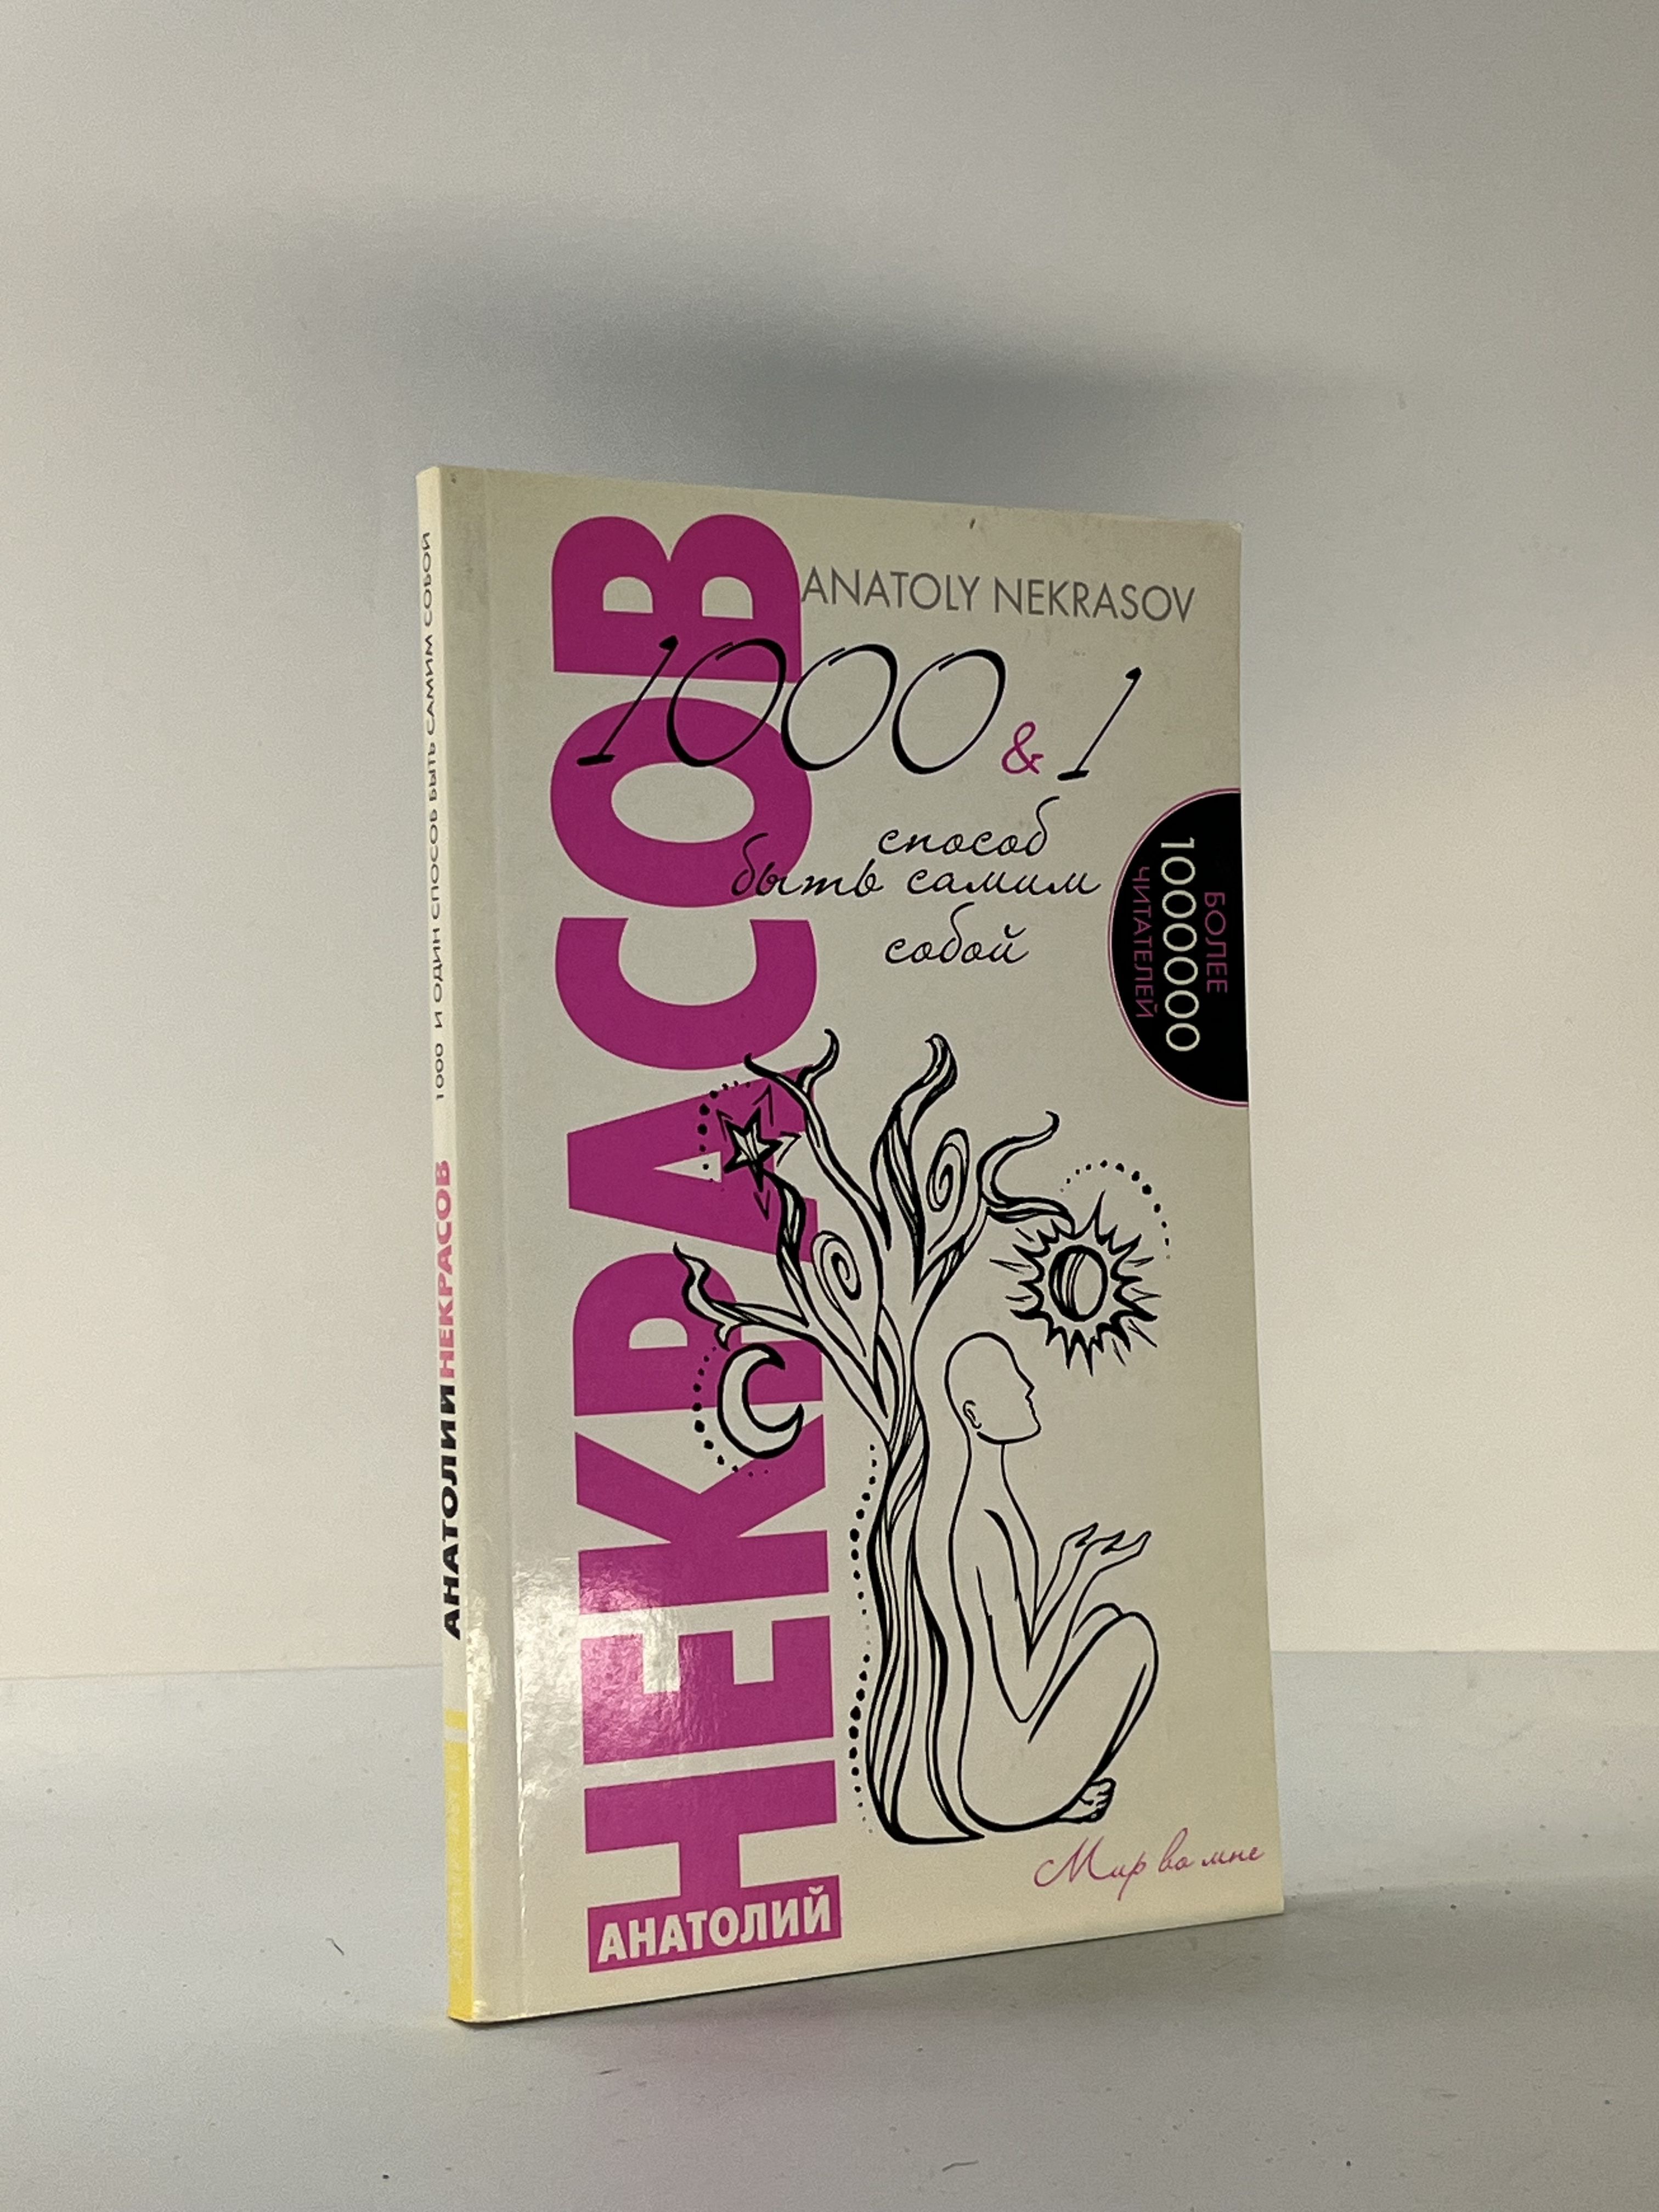 ANATOLY NEKRASOV
1000 & 1
способ
быть самим
собой
БОЛЕЕ
1000000
ЧИТАТЕЛЕЙ
НЕКРАСОВ
АНАТОЛИЙ
Мир во мне
АНАТОЛИЙ НЕКРАСОВ 1000 И ОДИН СПОСОБ БЫТЬ САМИМ СОБОЙ